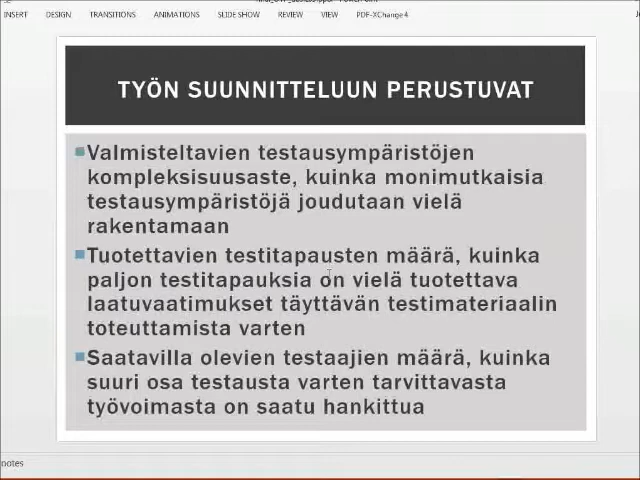 INSERT DESIGN TRANSITIONS ANIMATIONS SLIDE SHOW REVIEW VIEW PDF-XChange 4
TYÖN SUUNNITTELUUN PERUSTUVAT
Valmisteltavien testausympäristöjen
kompleksisuusaste, kuinka monimutkaisia
testausympäristöjä joudutaan vielä
rakentamaan
Tuotettavien testitapausten määrä, kuinka
paljon testitapauksia on vielä tuotettava
laatuvaatimukset täyttävän testimateriaalin
toteuttamista varten
Saatavilla olevien testaajien määrä, kuinka
suuri osa testausta varten tarvittavasta
työvoimasta on saatu hankittua
notes